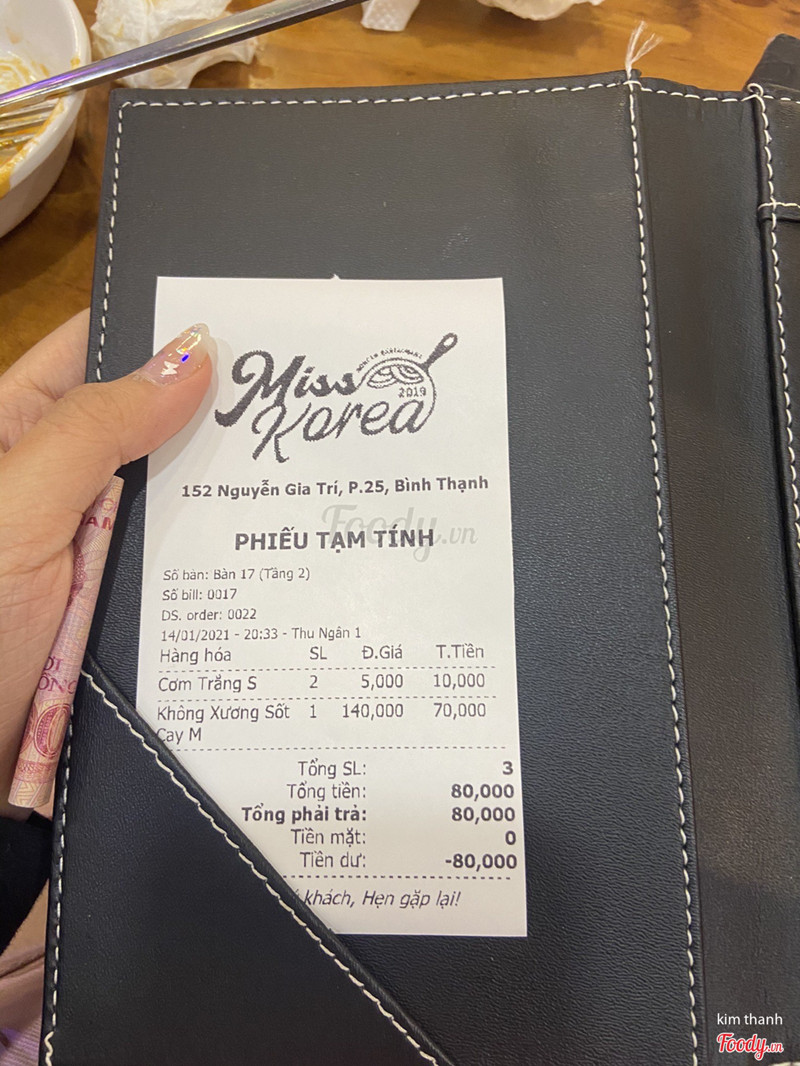 Miss
Korea
2019
152 Nguyễn Gia Trí, P.25, Bình Thạnh
Foody.vn
PHIẾU TẠM TÍNH
Số bàn: Bàn 17 (Tầng 2)
Số bill: 0017
DS. order: 0022
14/01/2021 - 20:33 - Thu Ngân 1
Hàng hóa SL Đ.Giá T.Tiền
Cơm Trắng S 2 5,000 10,000
Không Xương Sốt 1 140,000 70,000
Cay M
Tổng SL: 3
Tổng tiền: 80,000
Tổng phải trả: 80,000
Tiền mặt: 0
Tiền dư: -80,000
khách, Hẹn gặp lại!
kim thanh
Foody.vn